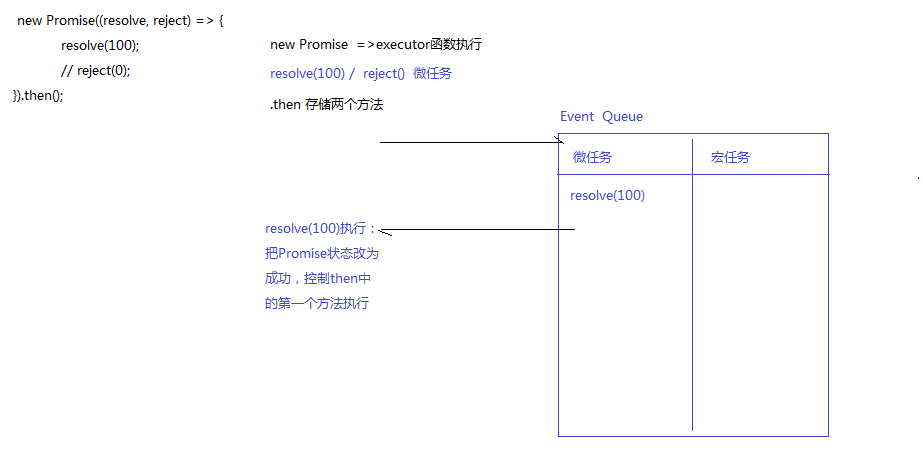 new Promise((resolve, reject) => {
resolve(100);
// reject(0);
}).then();
new Promise =>executor函数执行
resolve(100) / reject() 微任务
.then 存储两个方法
Event Queue
微任务
宏任务
resolve(100)
resolve(100)执行：
把Promise状态改为
成功，控制then中
的第一个方法执行